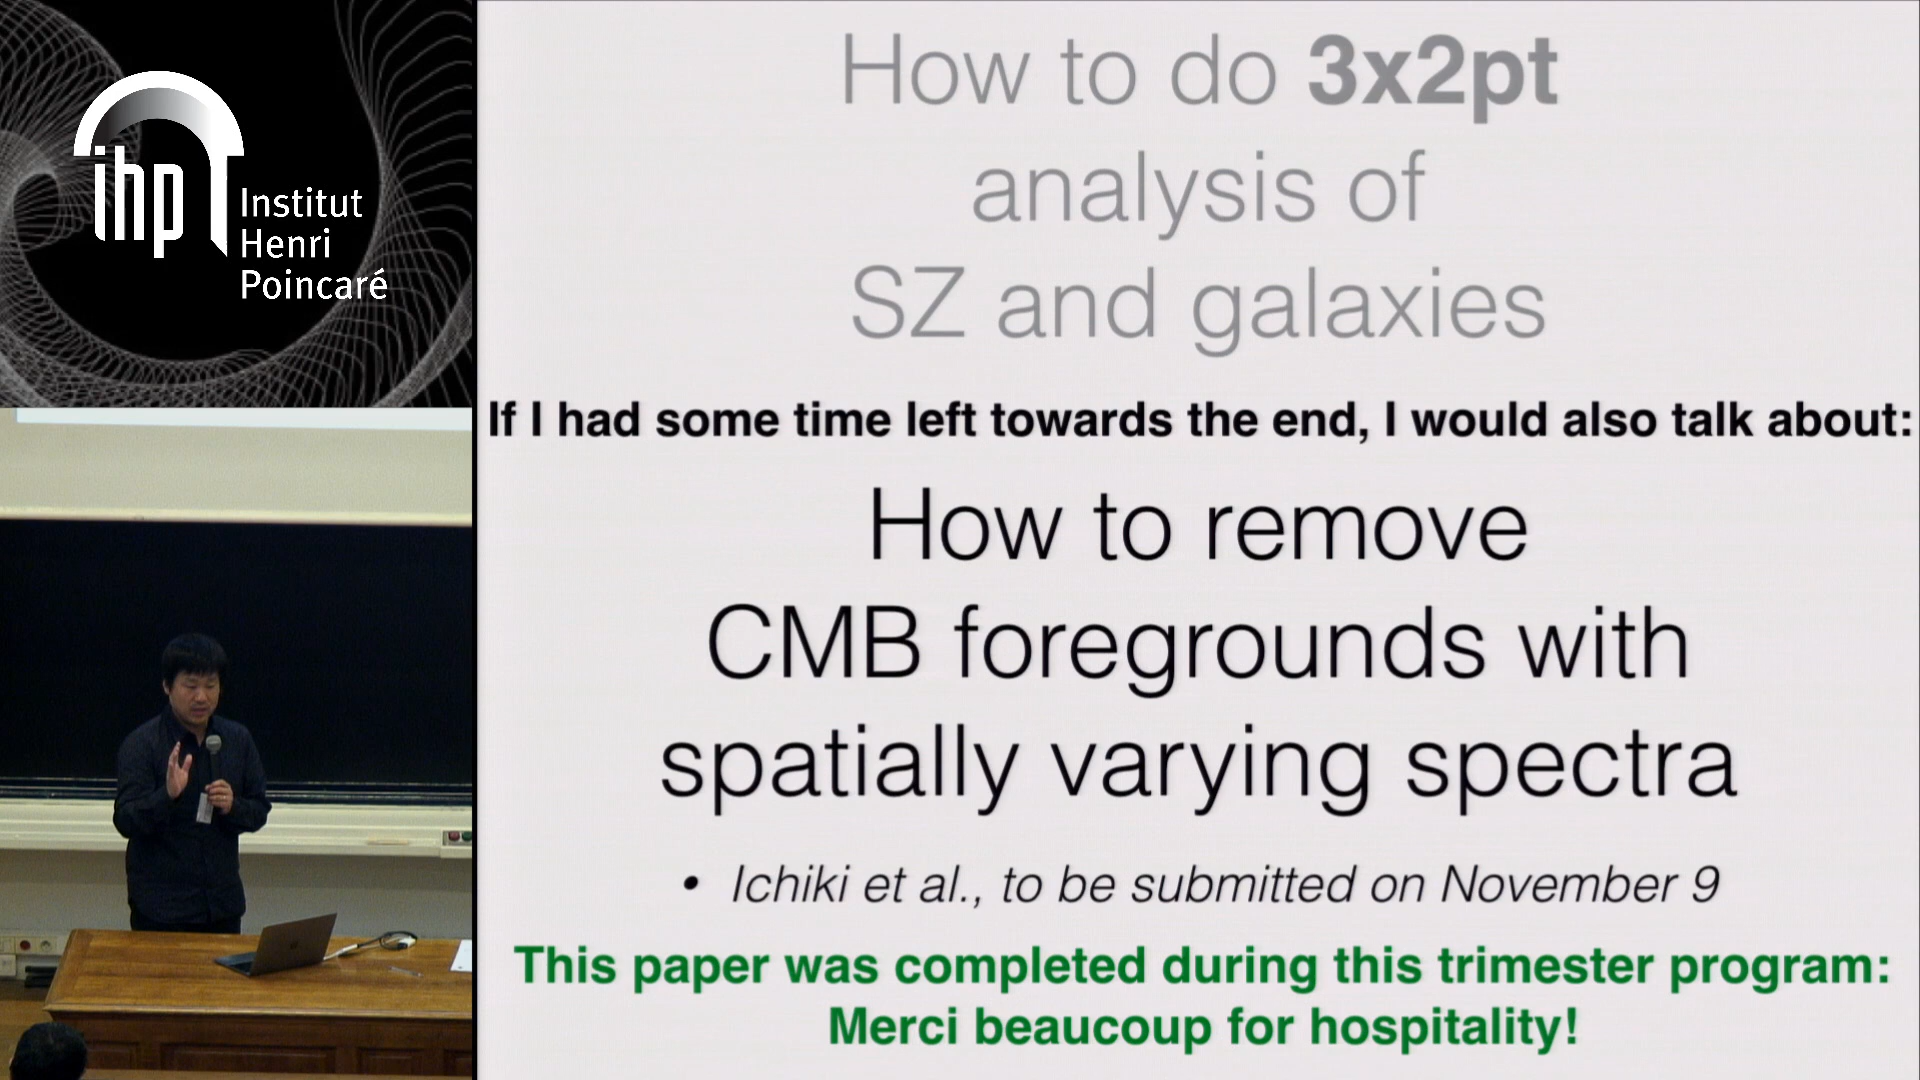 ihp
Institut
Henri
Poincaré
How to do 3x2pt
analysis of
SZ and galaxies
If I had some time left towards the end, I would also talk about:
How to remove
CMB foregrounds with
spatially varying spectra
• Ichiki et al., to be submitted on November 9
This paper was completed during this trimester program:
Merci beaucoup for hospitality!